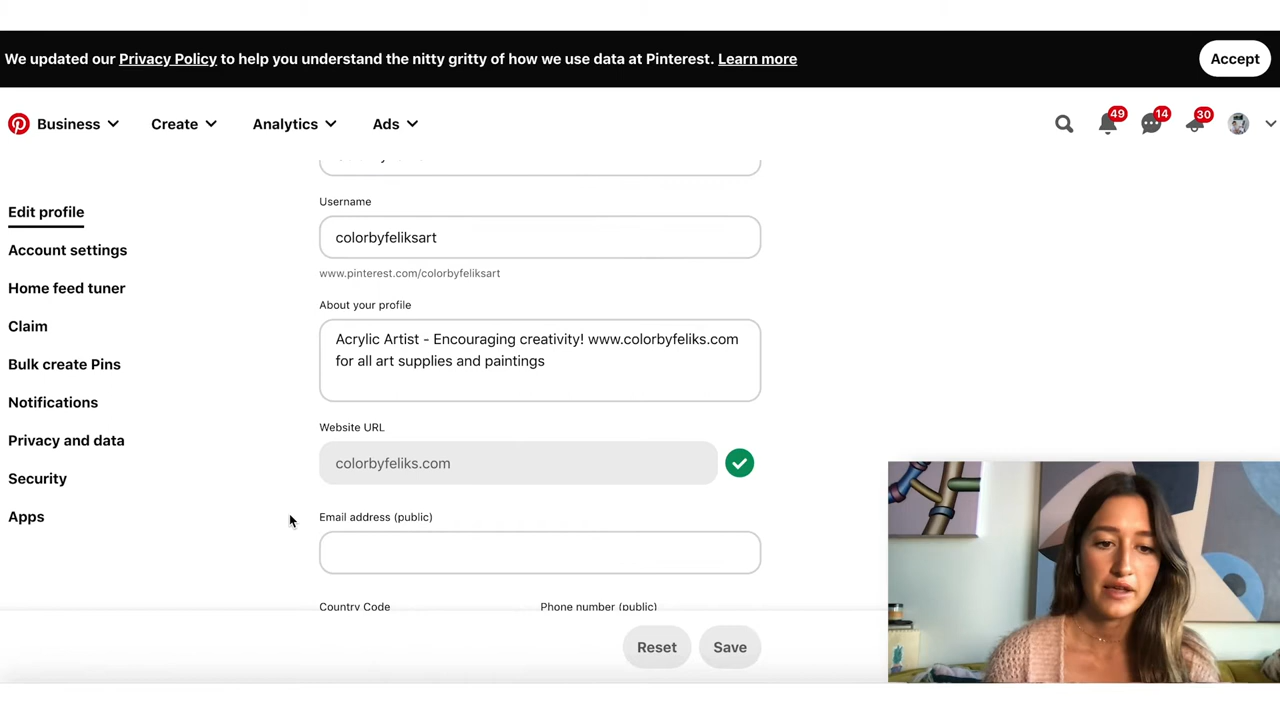 We updated our Privacy Policy to help you understand the nitty gritty of how we use data at Pinterest. Learn more
Accept
Business
Create
Analytics
Ads
49
14
30
Edit profile
Account settings
Home feed tuner
Claim
Bulk create Pins
Notifications
Privacy and data
Security
Apps
Username
colorbyfeliksart
www.pinterest.com/colorbyfeliksart
About your profile
Acrylic Artist - Encouraging creativity! www.colorbyfeliks.com
for all art supplies and paintings
Website URL
colorbyfeliks.com
Email address (public)
Country Code
Phone number (public)
Reset
Save